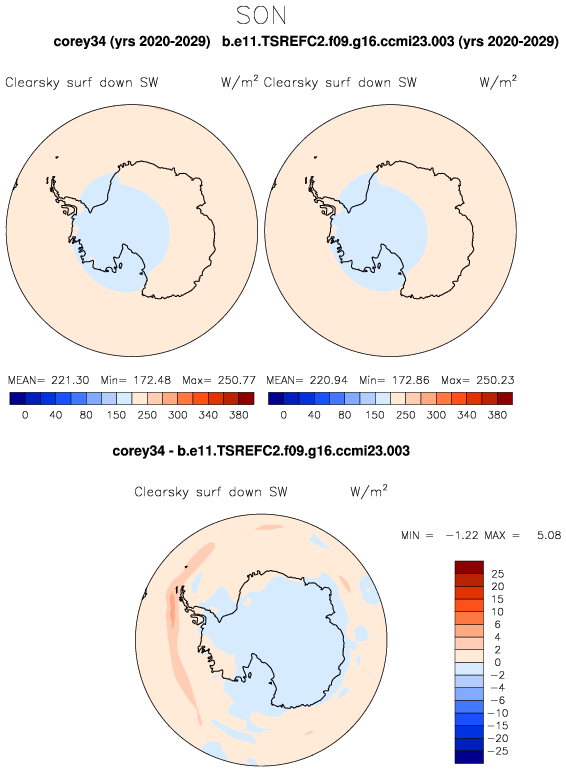 SON
corey34 (yrs 2020-2029) b.e11.TSREFC2.f09.g16.ccmi23.003 (yrs 2020-2029)
Clearsky surf down SW W/m² Clearsky surf down SW W/m²
MEAN= 221.30 Min= 172.48 Max= 250.77 MEAN= 220.94 Min= 172.86 Max= 250.23
0 40 80 150 250 300 340 380 0 40 80 150 250 300 340 380
corey34 - b.e11.TSREFC2.f09.g16.ccmi23.003
Clearsky surf down SW W/m²
MIN = -1.22 MAX = 5.08
25
20
15
10
6
4
2
0
-2
-4
-6
-10
-15
-20
-25